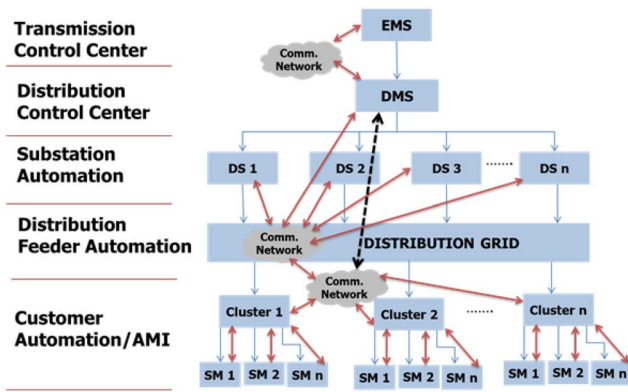 Transmission
Control Center
EMS
Comm.
Network
Distribution
Control Center
DMS
Substation
Automation
DS 1
DS 2
DS 3
.......
DS n
Distribution
Feeder Automation
Comm.
Network
DISTRIBUTION GRID
Comm.
Network
Customer
Automation/AMI
Cluster 1
Cluster 2
.......
Cluster n
SM 1
SM 2
SM n
SM 1
SM 2
SM n
SM 1
SM 2
SM n